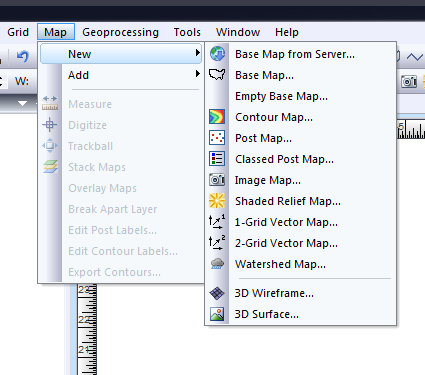 Grid Map Geoprocessing Tools Window Help
New
Add
Measure
Digitize
Trackball
Stack Maps
Overlay Maps
Break Apart Layer
Edit Post Labels...
Edit Contour Labels...
Export Contours...
Base Map from Server...
Base Map...
Empty Base Map...
Contour Map...
Post Map...
Classed Post Map...
Image Map...
Shaded Relief Map...
1-Grid Vector Map...
2-Grid Vector Map...
Watershed Map...
3D Wireframe...
3D Surface...
W:
22
21